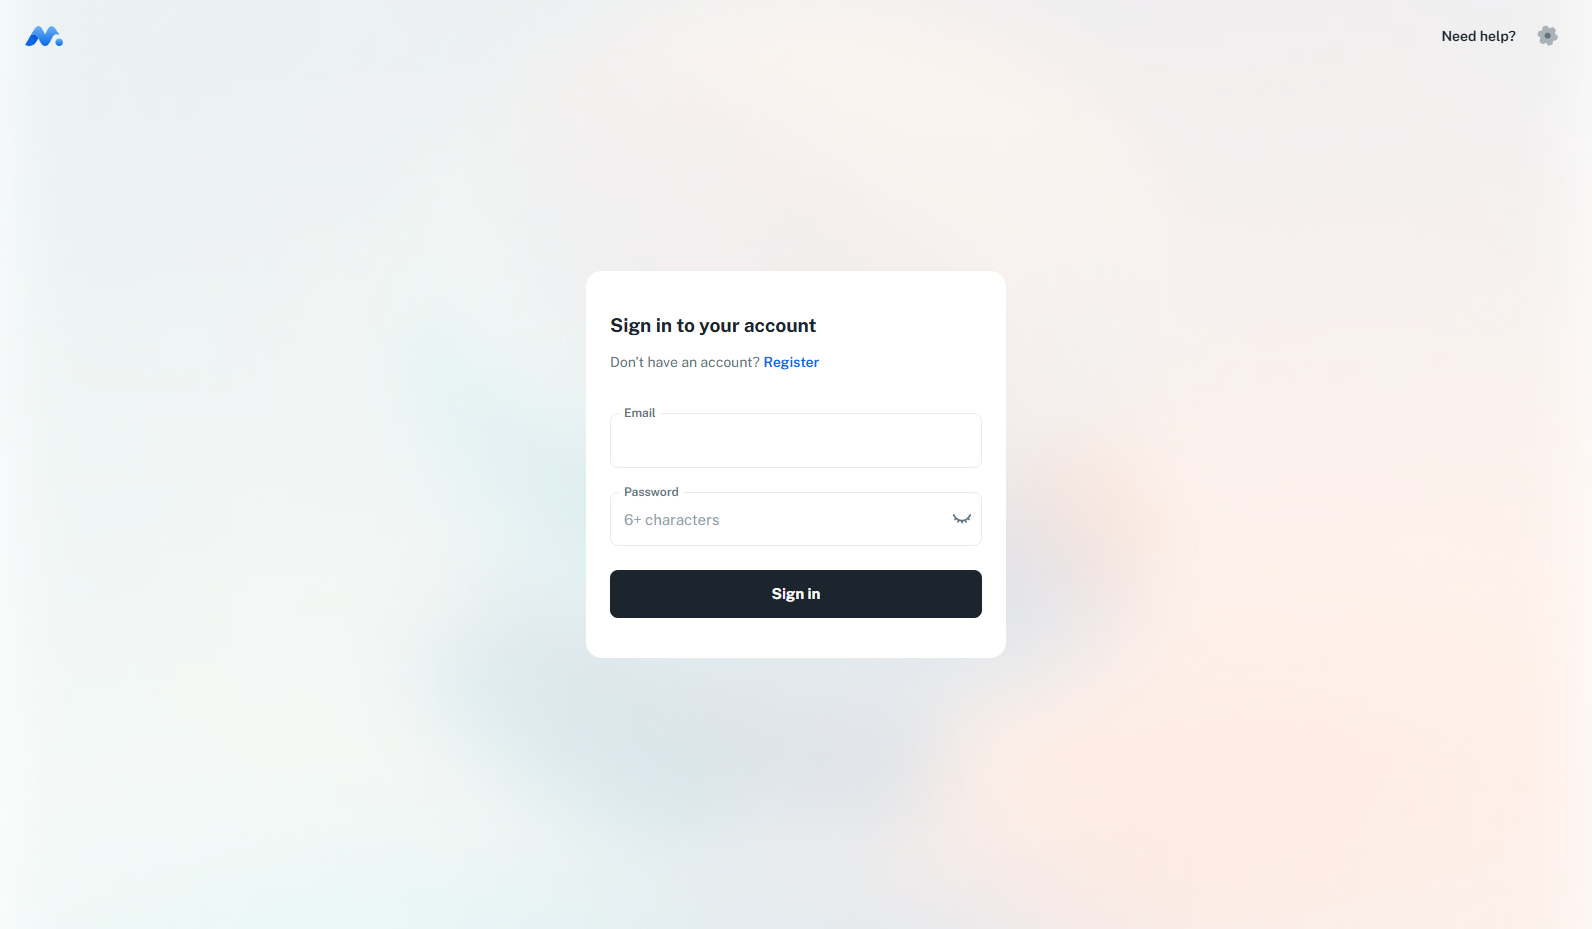 Need help?
Sign in to your account
Don't have an account? Register
Email
Password
6+ characters
Sign in